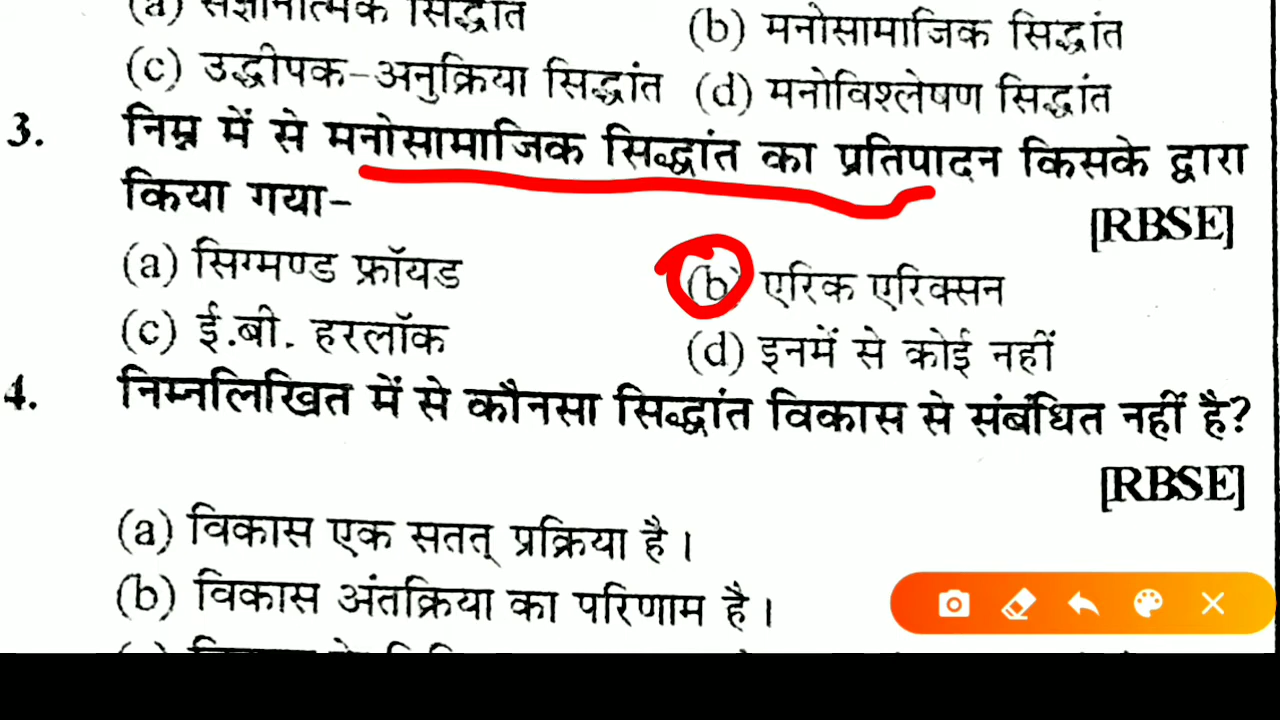 (a) संज्ञानात्मक सिद्धांत (b) मनोसामाजिक सिद्धांत
(c) उद्धीपक-अनुक्रिया सिद्धांत (d) मनोविश्लेषण सिद्धांत
3. निम्न में से मनोसामाजिक सिद्धांत का प्रतिपादन किसके द्वारा
किया गया- [RBSE]
(a) सिग्मण्ड फ्रॉयड (b) एरिक एरिक्सन
(c) ई.बी. हरलॉक (d) इनमें से कोई नहीं
4. निम्नलिखित में से कौनसा सिद्धांत विकास से संबंधित नहीं है?
[RBSE]
(a) विकास एक सतत् प्रक्रिया है।
(b) विकास अंतक्रिया का परिणाम है।